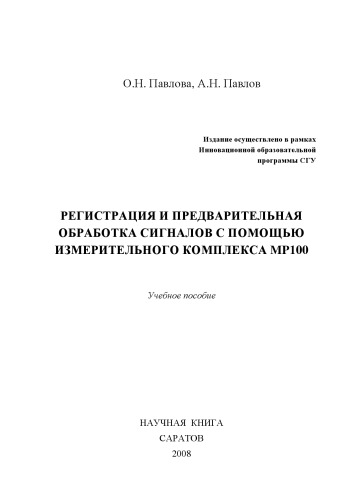 О.Н. Павлова, А.Н. Павлов
Издание осуществлено в рамках
Инновационной образовательной
программы СГУ
РЕГИСТРАЦИЯ И ПРЕДВАРИТЕЛЬНАЯ
ОБРАБОТКА СИГНАЛОВ С ПОМОЩЬЮ
ИЗМЕРИТЕЛЬНОГО КОМПЛЕКСА MP100
Учебное пособие
НАУЧНАЯ КНИГА
САРАТОВ
2008